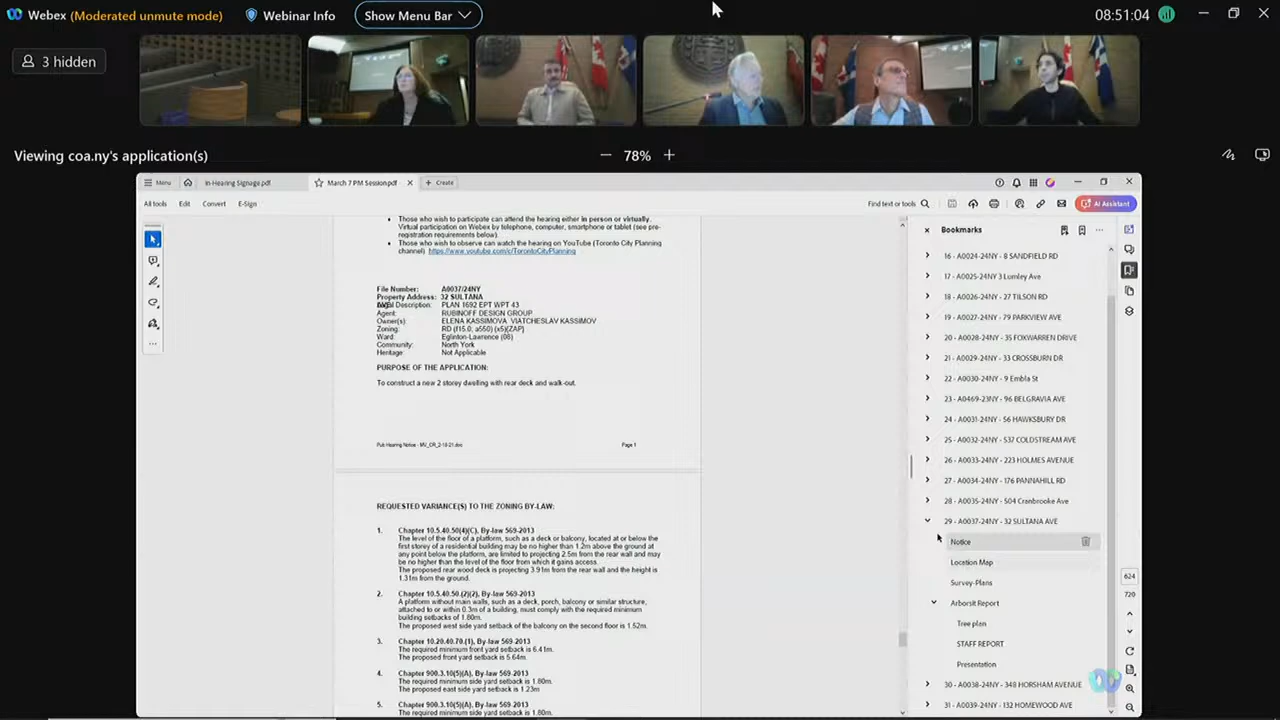 Webex (Moderated unmute mode)
Webinar Info
Show Menu Bar
08:51:04
3 hidden
Viewing coa.ny's application(s)
78%
Menu
In-Hearing Signage.pdf
March 7 PM Session.pdf
Create
All tools
Edit
Convert
E-Sign
Find text or tools
AI Assistant
• Those who wish to participate can attend the hearing either in person or virtually.
Virtual participation on Webex by telephone, computer, smartphone or tablet (see pre-
registration requirements below).
• Those who wish to observe can watch the hearing on YouTube (Toronto City Planning
channel) https://www.youtube.com/c/TorontoCityPlanning
File Number: A0037/24NY
Property Address: 32 SULTANA
Description: PLAN 1692 EPT WPT 43
Agent: RUBINOFF DESIGN GROUP
Owner(s): ELENA KASSIMOVA VIATCHESLAV KASSIMOV
Zoning: RD (f15.0; a550) (x5)[ZAP]
Ward: Eglinton-Lawrence (08)
Community: North York
Heritage: Not Applicable
PURPOSE OF THE APPLICATION:
To construct a new 2 storey dwelling with rear deck and walk-out.
Pub Hearing Notice - MV_CR_2-10-21.doc
Page 1
REQUESTED VARIANCE(S) TO THE ZONING BY-LAW:
1. Chapter 10.5.40.50(4)(C), By-law 569-2013
The level of the floor of a platform, such as a deck or balcony, located at or below the
first storey of a residential building may be no higher than 1.2m above the ground at
any point below the platform, are limited to projecting 2.5m from the rear wall and may
be no higher than the level of the floor from which it gains access.
The proposed rear wood deck is projecting 3.91m from the rear wall and the height is
1.31m from the ground.
2. Chapter 10.5.40.50.(2)(2), By-law 569-2013
A platform without main walls, such as a deck, porch, balcony or similar structure,
attached to or within 0.3m of a building, must comply with the required minimum
building setbacks of 1.80m.
The proposed west side yard setback of the balcony on the second floor is 1.52m.
3. Chapter 10.20.40.70.(1), By-law 569-2013
The required minimum front yard setback is 6.41m.
The proposed front yard setback is 5.64m.
4. Chapter 900.3.10(5)(A), By-law 569-2013
The required minimum side yard setback is 1.80m.
The proposed east side yard setback is 1.23m
5. Chapter 900.3.10(5)(A), By-law 569-2013
The required minimum side yard setback is 1.80m.
Bookmarks
16 - A0024-24NY - 8 SANDFIELD RD
17 - A0025-24NY 3 Lumley Ave
18 - A0026-24NY - 27 TILSON RD
19 - A0027-24NY - 79 PARKVIEW AVE
20 - A0028-24NY - 35 FOXWARREN DRIVE
21 - A0029-24NY - 33 CROSSBURN DR
22 - A0030-24NY - 9 Embla St
23 - A0469-23NY - 96 BELGRAVIA AVE
24 - A0031-24NY - 56 HAWKSBURY DR
25 - A0032-24NY - 537 COLDSTREAM AVE
26 - A0033-24NY - 223 HOLMES AVENUE
27 - A0034-24NY - 176 PANNAHILL RD
28 - A0035-24NY - 504 Cranbrooke Ave
29 - A0037-24NY - 32 SULTANA AVE
Notice
Location Map
Survey-Plans
Arborsit Report
Tree plan
STAFF REPORT
Presentation
30 - A0038-24NY - 348 HORSHAM AVENUE
31 - A0039-24NY - 132 HOMEWOOD AVE
624
720